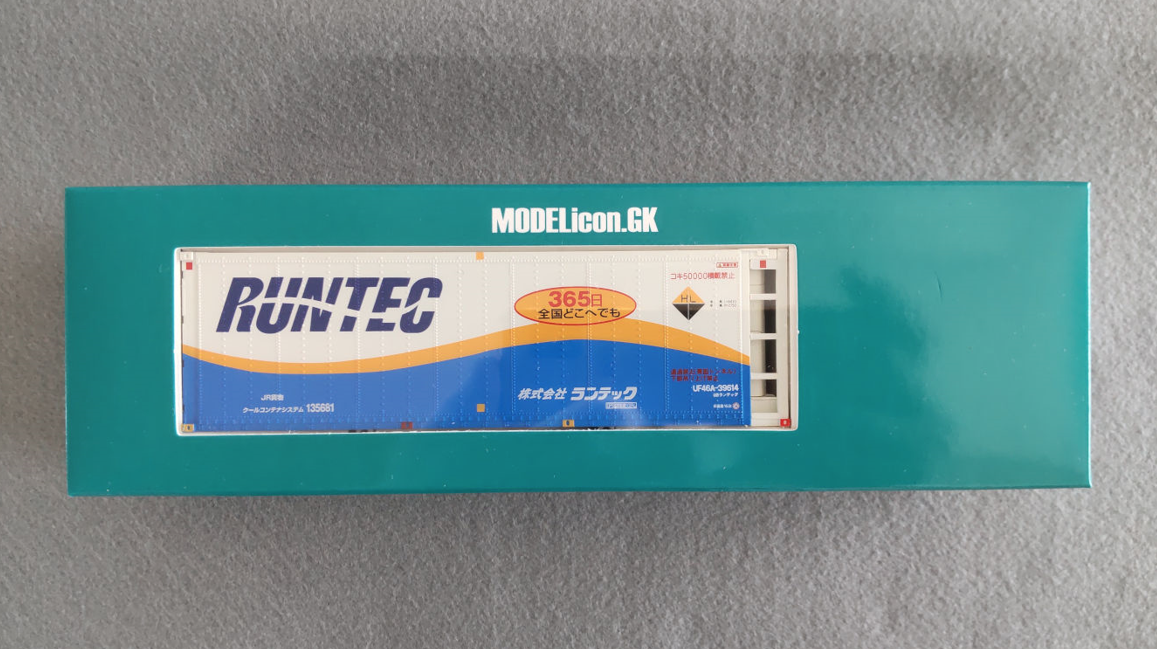 MODELicon.GK
RUNTEC
365日
全国どこへでも
コキ50000積載禁止
HL
JR貨物
クールコンテナシステム 135681
株式会社 ランテック
UF46A-39614